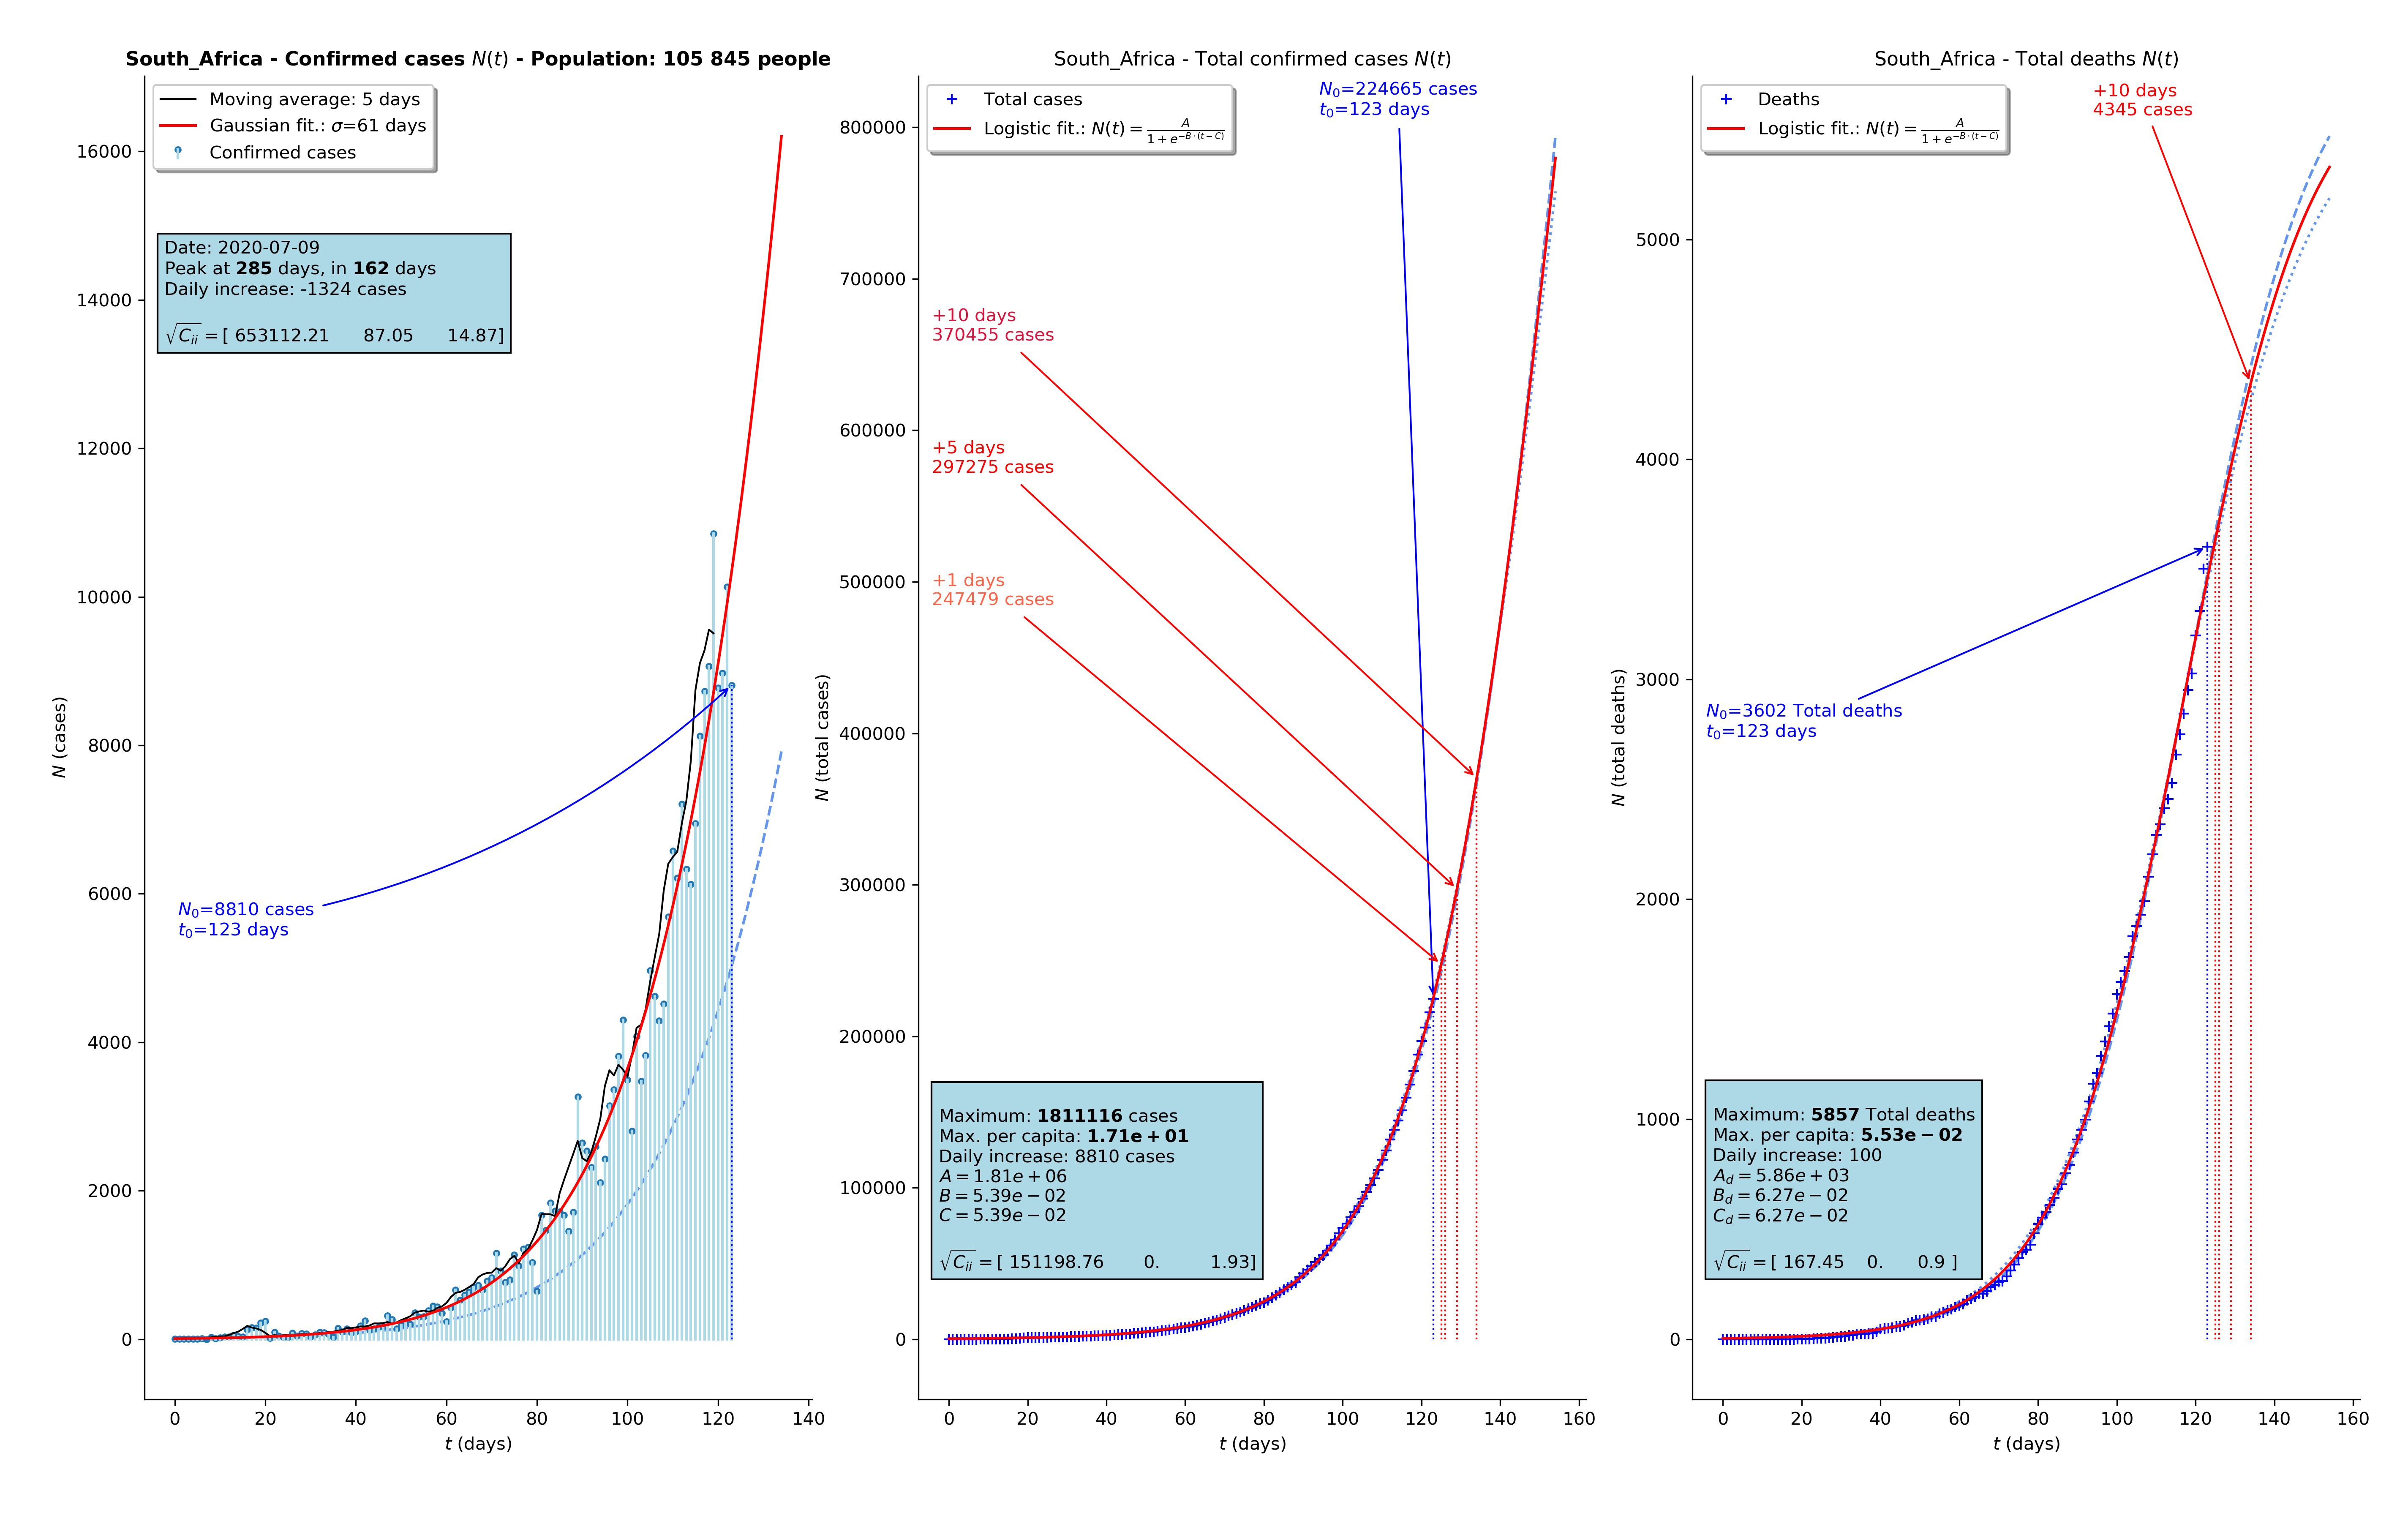 South_Africa - Confirmed cases N(t) - Population: 105 845 people
Moving average: 5 days
Gaussian fit.: σ=61 days
Confirmed cases
Date: 2020-07-09
Peak at 285 days, in 162 days
Daily increase: -1324 cases
√C_ii = [ 653112.21 87.05 14.87]
N₀=8810 cases
t₀=123 days
16000
14000
12000
10000
8000
6000
4000
2000
0
N (cases)
0 20 40 60 80 100 120 140
t (days)
South_Africa - Total confirmed cases N(t)
Total cases
Logistic fit.: N(t) = A / (1 + e^{-B·(t-C)})
N₀=224665 cases
t₀=123 days
+10 days
370455 cases
+5 days
297275 cases
+1 days
247479 cases
Maximum: 1811116 cases
Max. per capita: 1.71e + 01
Daily increase: 8810 cases
A = 1.81e + 06
B = 5.39e − 02
C = 5.39e − 02
√C_ii = [ 151198.76 0. 1.93]
800000
700000
600000
500000
400000
300000
200000
100000
0
N (total cases)
0 20 40 60 80 100 120 140 160
t (days)
South_Africa - Total deaths N(t)
Deaths
Logistic fit.: N(t) = A / (1 + e^{-B·(t-C)})
+10 days
4345 cases
N₀=3602 Total deaths
t₀=123 days
Maximum: 5857 Total deaths
Max. per capita: 5.53e − 02
Daily increase: 100
A_d = 5.86e + 03
B_d = 6.27e − 02
C_d = 6.27e − 02
√C_ii = [ 167.45 0. 0.9 ]
5000
4000
3000
2000
1000
0
N (total deaths)
0 20 40 60 80 100 120 140 160
t (days)